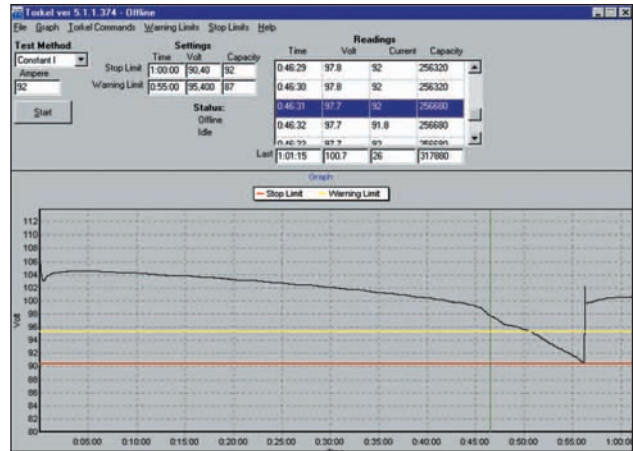 Torkel ver 5.1.1.374 - Offline
File Graph Torkel Commands Warning Limits Stop Limits Help
Test Method
Constant I
Ampere
92
Start
Settings
Time Volt Capacity
Stop Limit 1:00:00 90,40 92
Warning Limit 0:55:00 95,400 87
Status:
Offline
Idle
Readings
Time Volt Current Capacity
0:46:29 97.8 92 256320
0:46:30 97.8 92 256320
0:46:31 97.7 92 256680
0:46:32 97.7 91.8 256680
Last 1:01:15 100.7 26 317880
Graph
Stop Limit Warning Limit
Volt
112
110
108
106
104
102
100
98
96
94
92
90
88
86
84
82
80
0:05:00 0:10:00 0:15:00 0:20:00 0:25:00 0:30:00 0:35:00 0:40:00 0:45:00 0:50:00 0:55:00 1:00:0